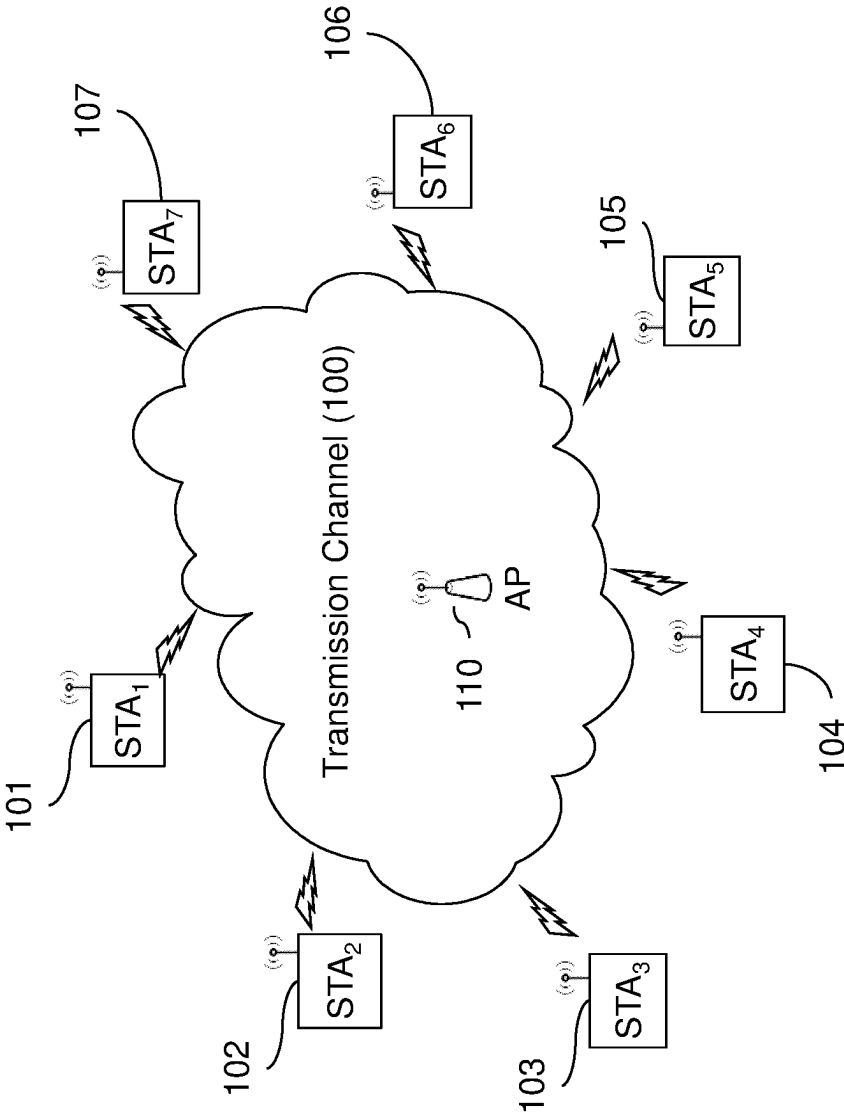 101
STA1
107
STA7
102
STA2
Transmission Channel (100)
106
STA6
110
AP
103
STA3
105
STA5
104
STA4